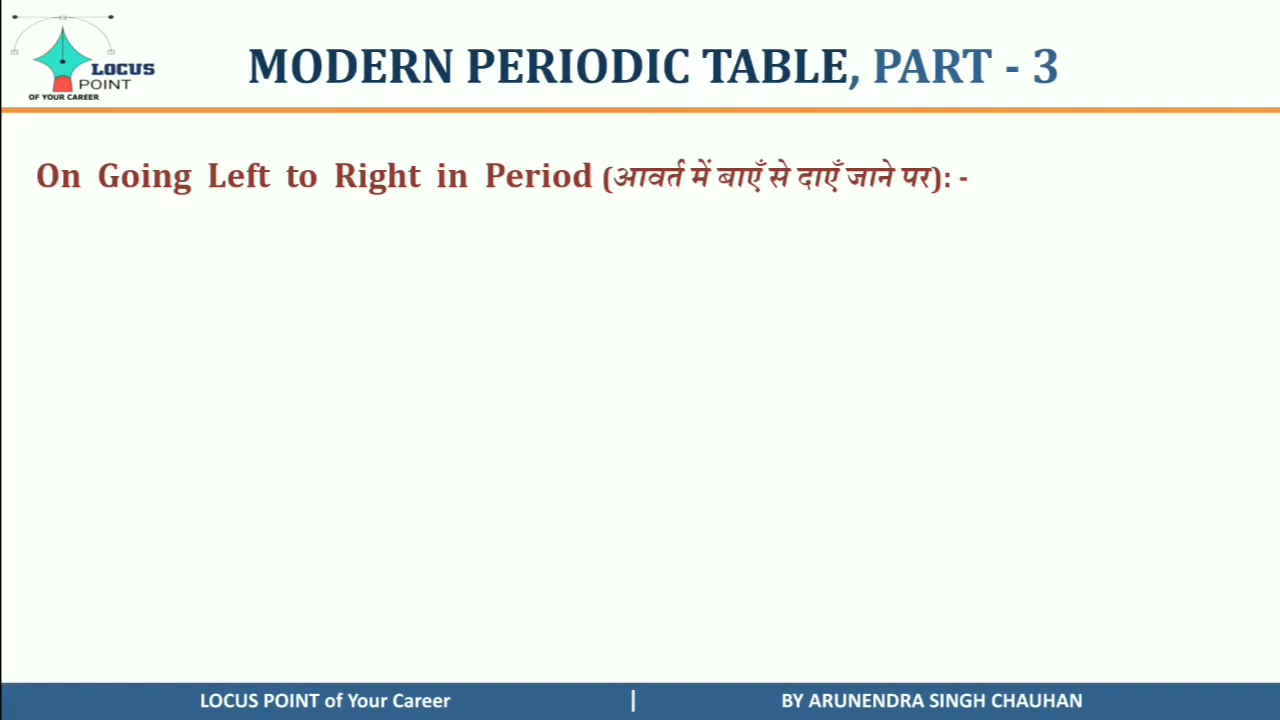 LOCUS
POINT
OF YOUR CAREER
MODERN PERIODIC TABLE, PART - 3
On Going Left to Right in Period (आवर्त में बाएँ से दाएँ जाने पर): -
LOCUS POINT of Your Career | BY ARUNENDRA SINGH CHAUHAN